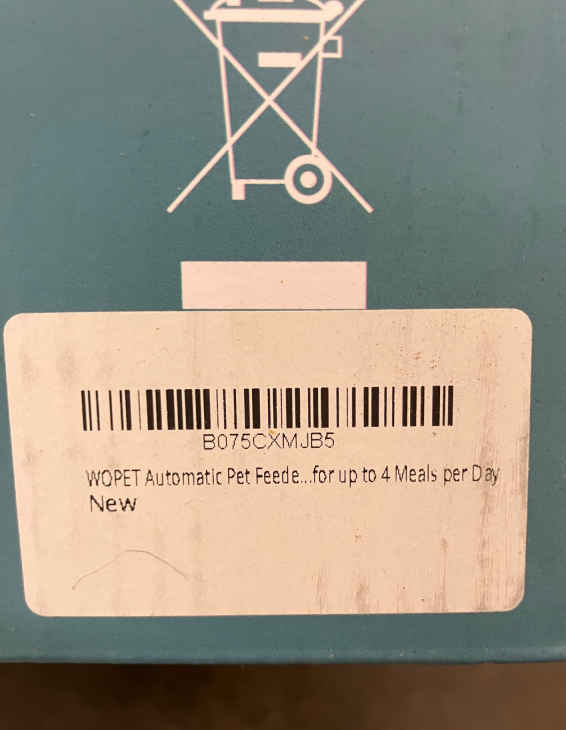 B075CXMJB5
WOPET Automatic Pet Feede...for up to 4 Meals per Day
New